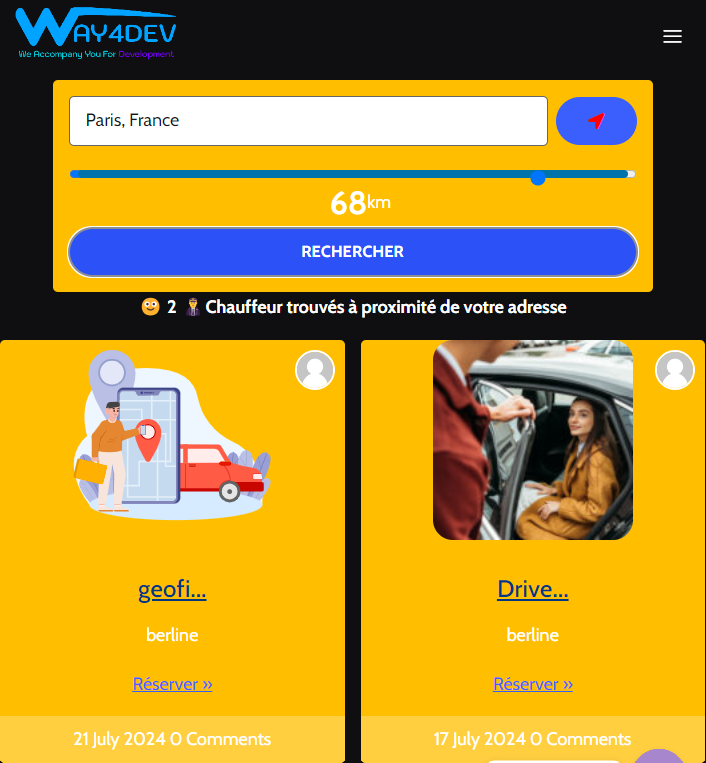 WAY4DEV
We Accompany You For Development
Paris, France
68km
RECHERCHER
2 Chauffeur trouvés à proximité de votre adresse
geofi...
Drive...
berline
berline
Réserver »
Réserver »
21 July 2024 0 Comments
17 July 2024 0 Comments